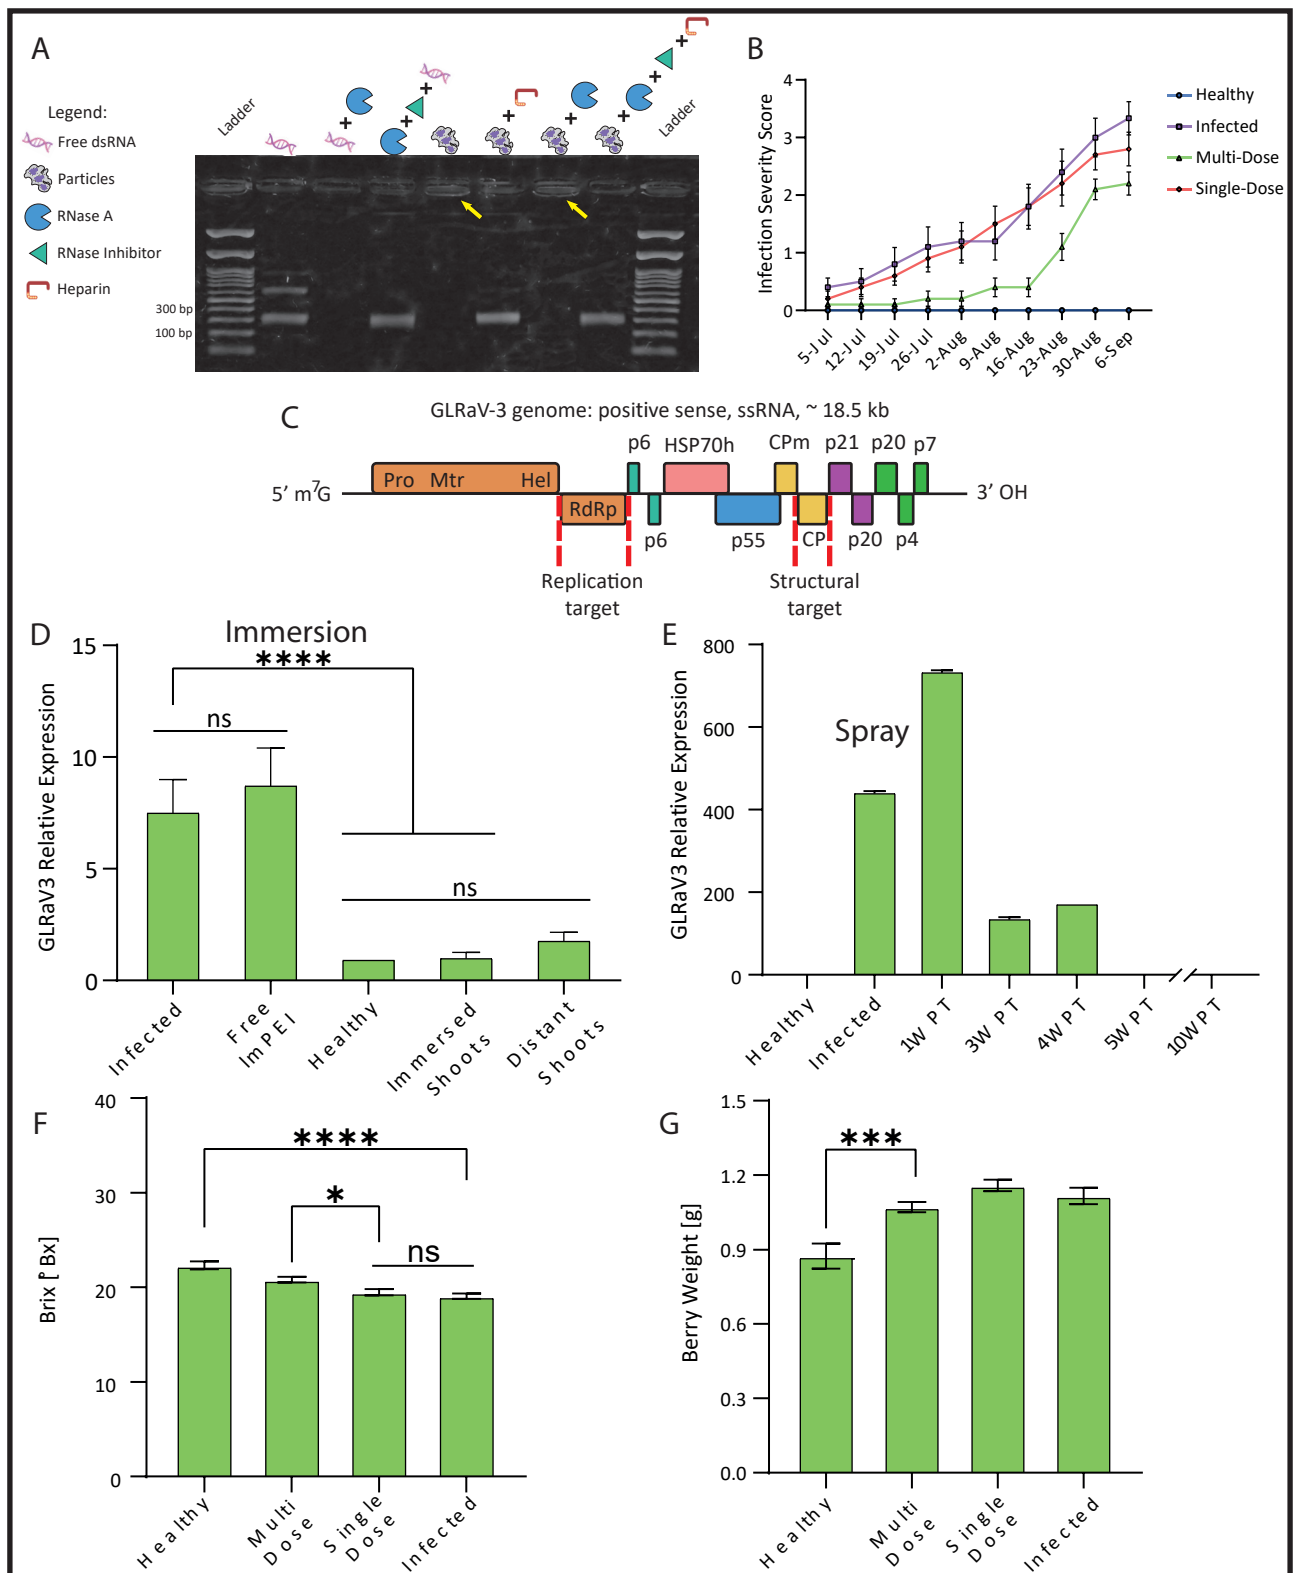 A
Legend:
Free dsRNA
Particles
RNase A
RNase Inhibitor
Heparin
Ladder
+
+
+
+
+
+
+
+
Ladder
300 bp
100 bp
B
Infection Severity Score
4
3
2
1
0
5-Jul
12-Jul
19-Jul
26-Jul
2-Aug
9-Aug
16-Aug
23-Aug
30-Aug
6-Sep
Healthy
Infected
Multi-Dose
Single-Dose
C
GLRaV-3 genome: positive sense, ssRNA, ~ 18.5 kb
p6 HSP70h CPm p21 p20 p7
Pro Mtr Hel
5’ m7G
3’ OH
RdRp
p6 p55 CP p20 p4
Replication target
Structural target
D
Immersion
****
ns
ns
GLRaV3 Relative Expression
15
10
5
0
Infected
Free ImPEI
Healthy
Immersed Shoots
Distant Shoots
E
Spray
GLRaV3 Relative Expression
800
600
400
200
0
Healthy
Infected
1W PT
3W PT
4W PT
5W PT
10W PT
F
****
*
ns
Brix [° Bx]
40
30
20
10
0
Healthy
Multi Dose
Single Dose
Infected
G
***
Berry Weight [g]
1.5
1.2
0.9
0.6
0.3
0.0
Healthy
Multi Dose
Single Dose
Infected